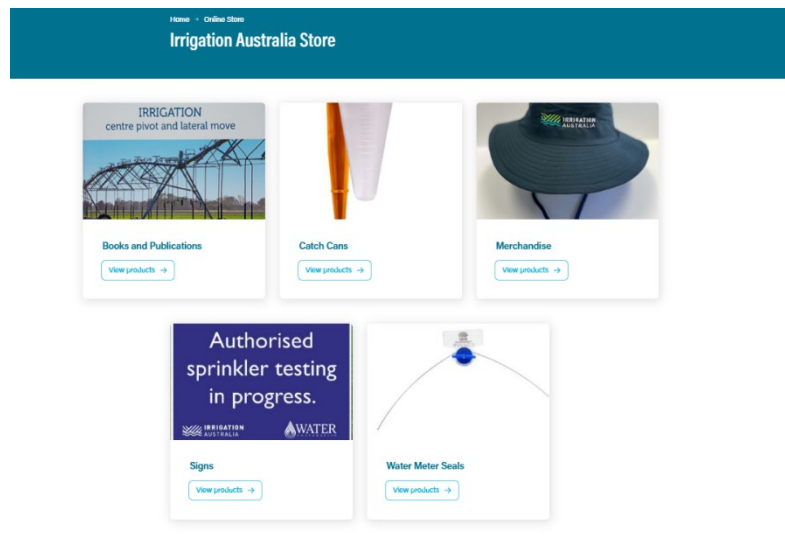 Home → Online Store
Irrigation Australia Store
IRRIGATION
centre pivot and lateral move
IRRIGATION
AUSTRALIA
Books and Publications
View products →
Catch Cans
View products →
Merchandise
View products →
Authorised
sprinkler testing
in progress.
IRRIGATION
AUSTRALIA
WATER
Signs
View products →
Water Meter Seals
View products →